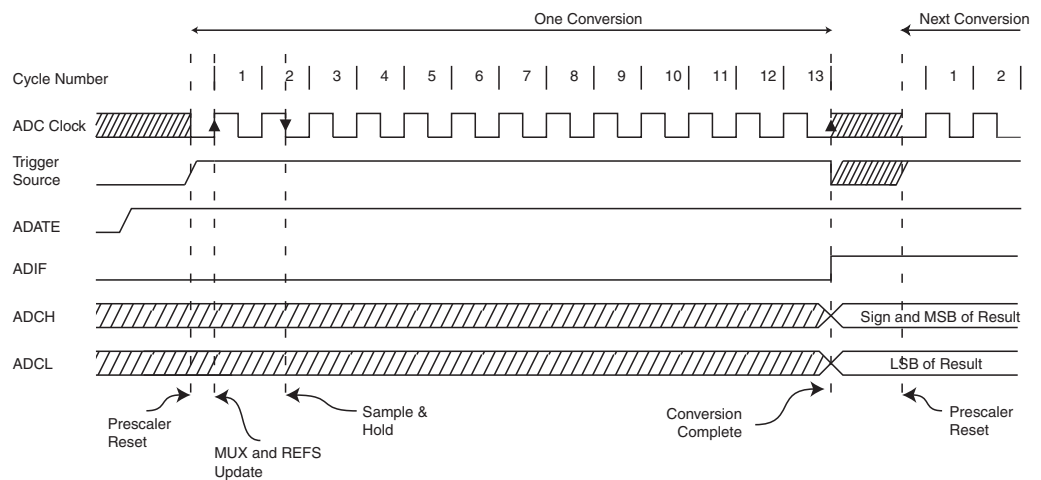 One Conversion
Next Conversion
Cycle Number
1 2 3 4 5 6 7 8 9 10 11 12 13 1 2
ADC Clock
Trigger
Source
ADATE
ADIF
ADCH
Sign and MSB of Result
ADCL
LSB of Result
Prescaler
Reset
MUX and REFS
Update
Sample &
Hold
Conversion
Complete
Prescaler
Reset